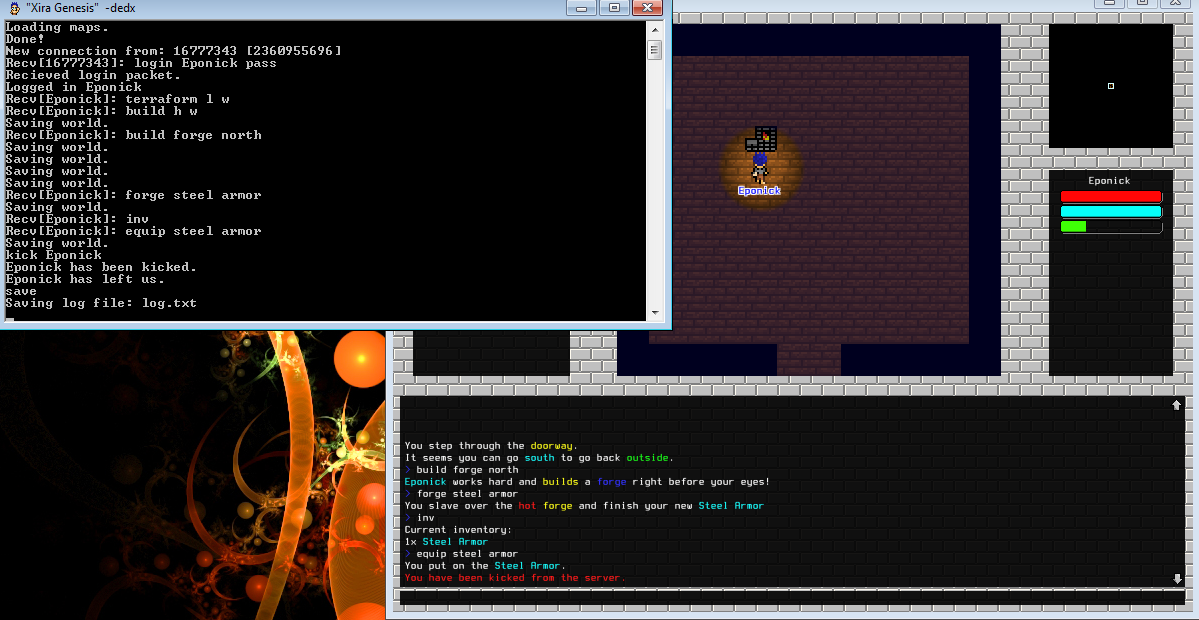 "Xira Genesis" -dedx
Loading maps.
Done!
New connection from: 16777343 [2360955696]
Recv[16777343]: login Eponick pass
Recieved login packet.
Logged in Eponick
Recv[Eponick]: terraform l w
Recv[Eponick]: build h w
Saving world.
Recv[Eponick]: build forge north
Saving world.
Saving world.
Saving world.
Saving world.
Recv[Eponick]: forge steel armor
Saving world.
Recv[Eponick]: inv
Recv[Eponick]: equip steel armor
Saving world.
kick Eponick
Eponick has been kicked.
Eponick has left us.
save
Saving log file: log.txt
Eponick
Eponick
You step through the doorway.
It seems you can go south to go back outside.
> build forge north
Eponick works hard and builds a forge right before your eyes!
> forge steel armor
You slave over the hot forge and finish your new Steel Armor
> inv
Current inventory:
1x Steel Armor
> equip steel armor
You put on the Steel Armor.
You have been kicked from the server.